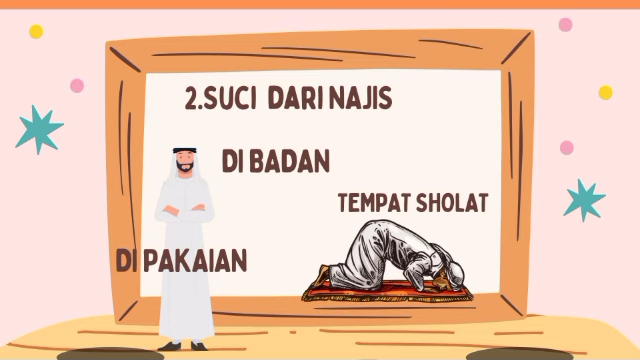 2.SUCI DARI NAJIS
DI BADAN
TEMPAT SHOLAT
DI PAKAIAN